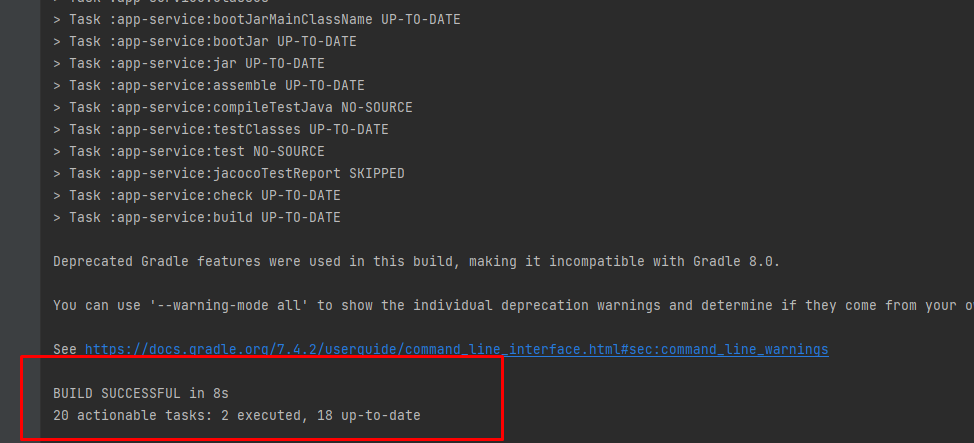 > Task :app-service:classes
> Task :app-service:bootJarMainClassName UP-TO-DATE
> Task :app-service:bootJar UP-TO-DATE
> Task :app-service:jar UP-TO-DATE
> Task :app-service:assemble UP-TO-DATE
> Task :app-service:compileTestJava NO-SOURCE
> Task :app-service:testClasses UP-TO-DATE
> Task :app-service:test NO-SOURCE
> Task :app-service:jacocoTestReport SKIPPED
> Task :app-service:check UP-TO-DATE
> Task :app-service:build UP-TO-DATE
Deprecated Gradle features were used in this build, making it incompatible with Gradle 8.0.
You can use '--warning-mode all' to show the individual deprecation warnings and determine if they come from your
See https://docs.gradle.org/7.4.2/userguide/command_line_interface.html#sec:command_line_warnings
BUILD SUCCESSFUL in 8s
20 actionable tasks: 2 executed, 18 up-to-date